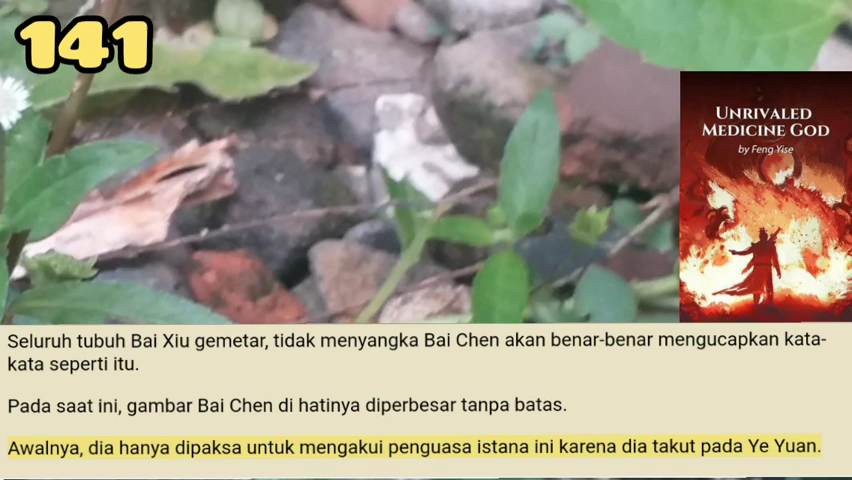 141
UNRIVALED
MEDICINE GOD
by Feng Yise
Seluruh tubuh Bai Xiu gemetar, tidak menyangka Bai Chen akan benar-benar mengucapkan kata-
kata seperti itu.
Pada saat ini, gambar Bai Chen di hatinya diperbesar tanpa batas.
Awalnya, dia hanya dipaksa untuk mengakui penguasa istana ini karena dia takut pada Ye Yuan.